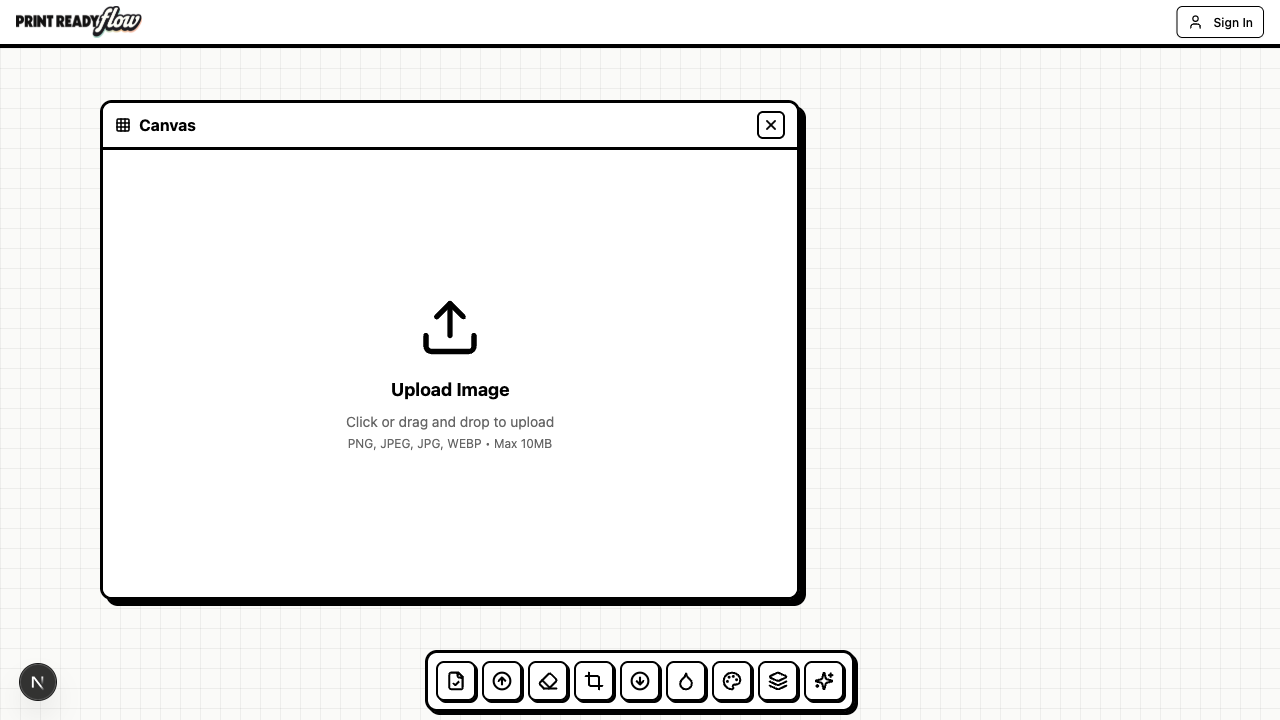 PRINT READY flow
Sign In
Canvas
Upload Image
Click or drag and drop to upload
PNG, JPEG, JPG, WEBP • Max 10MB
N